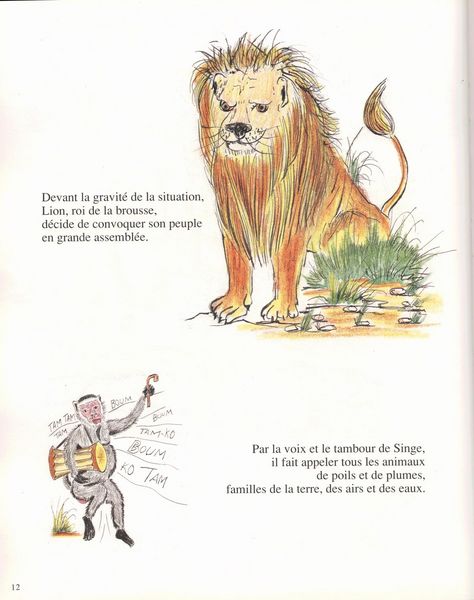 Devant la gravité de la situation,
Lion, roi de la brousse,
décide de convoquer son peuple
en grande assemblée.
BOUM
TAM TAM
TAM
BOUM
TAM-KO
BOUM
KO TAM
Par la voix et le tambour de Singe,
il fait appeler tous les animaux
de poils et de plumes,
familles de la terre, des airs et des eaux.
12